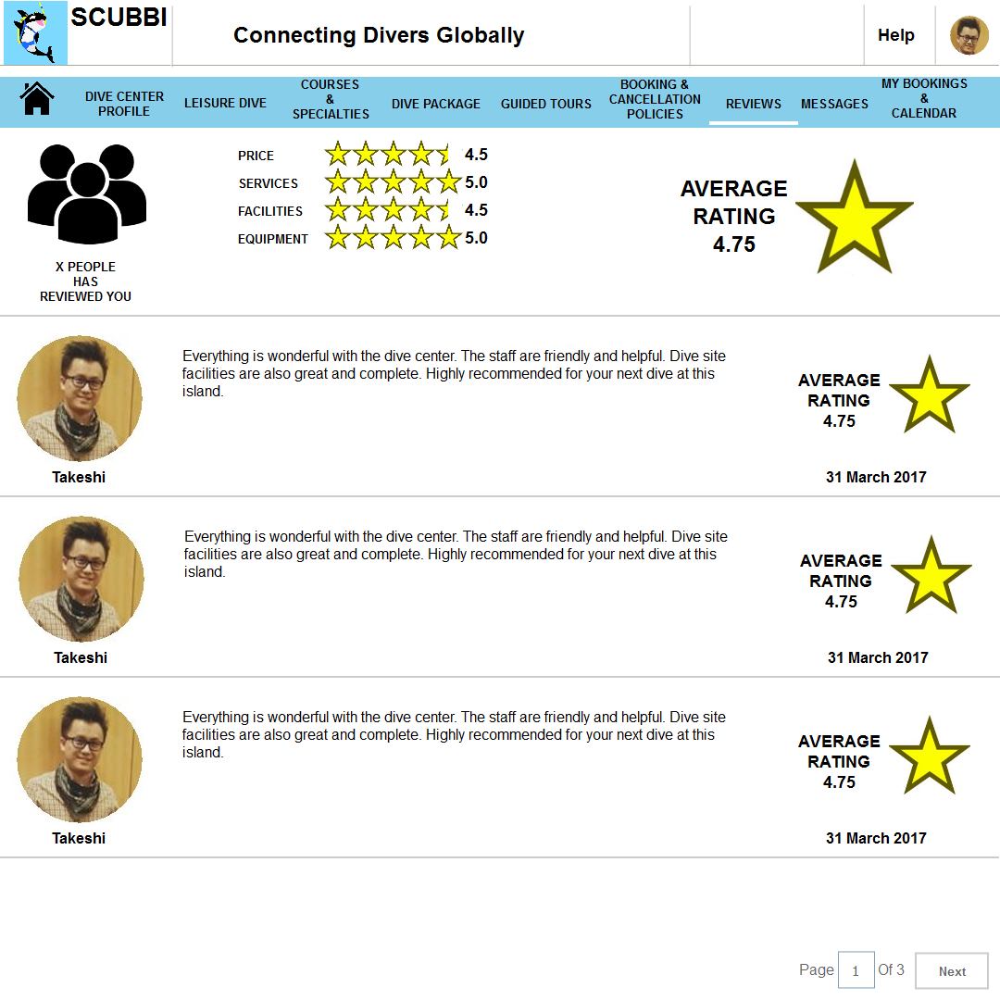 SCUBBI
Connecting Divers Globally
Help
DIVE CENTER
PROFILE
LEISURE DIVE
COURSES
&
SPECIALTIES
DIVE PACKAGE
GUIDED TOURS
BOOKING &
CANCELLATION
POLICIES
REVIEWS
MESSAGES
MY BOOKINGS
&
CALENDAR
X PEOPLE
HAS
REVIEWED YOU
PRICE 4.5
SERVICES 5.0
FACILITIES 4.5
EQUIPMENT 5.0
AVERAGE
RATING
4.75
Everything is wonderful with the dive center. The staff are friendly and helpful. Dive site
facilities are also great and complete. Highly recommended for your next dive at this
island.
AVERAGE
RATING
4.75
Takeshi
31 March 2017
Everything is wonderful with the dive center. The staff are friendly and helpful. Dive site
facilities are also great and complete. Highly recommended for your next dive at this
island.
AVERAGE
RATING
4.75
Takeshi
31 March 2017
Everything is wonderful with the dive center. The staff are friendly and helpful. Dive site
facilities are also great and complete. Highly recommended for your next dive at this
island.
AVERAGE
RATING
4.75
Takeshi
31 March 2017
Page 1 Of 3 Next